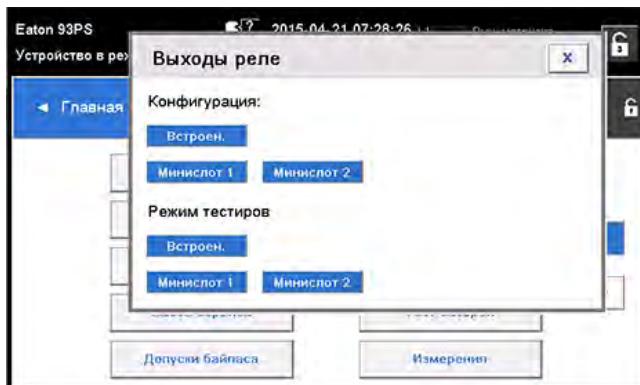 Eaton 93PS 2015-04-21 07:28:26
Устройство в реж
Выходы реле X
◄ Главная
Конфигурация:
Встроен.
Минислот 1 Минислот 2
Режим тестиров
Встроен.
Минислот 1 Минислот 2
Допуски байпаса Измерения